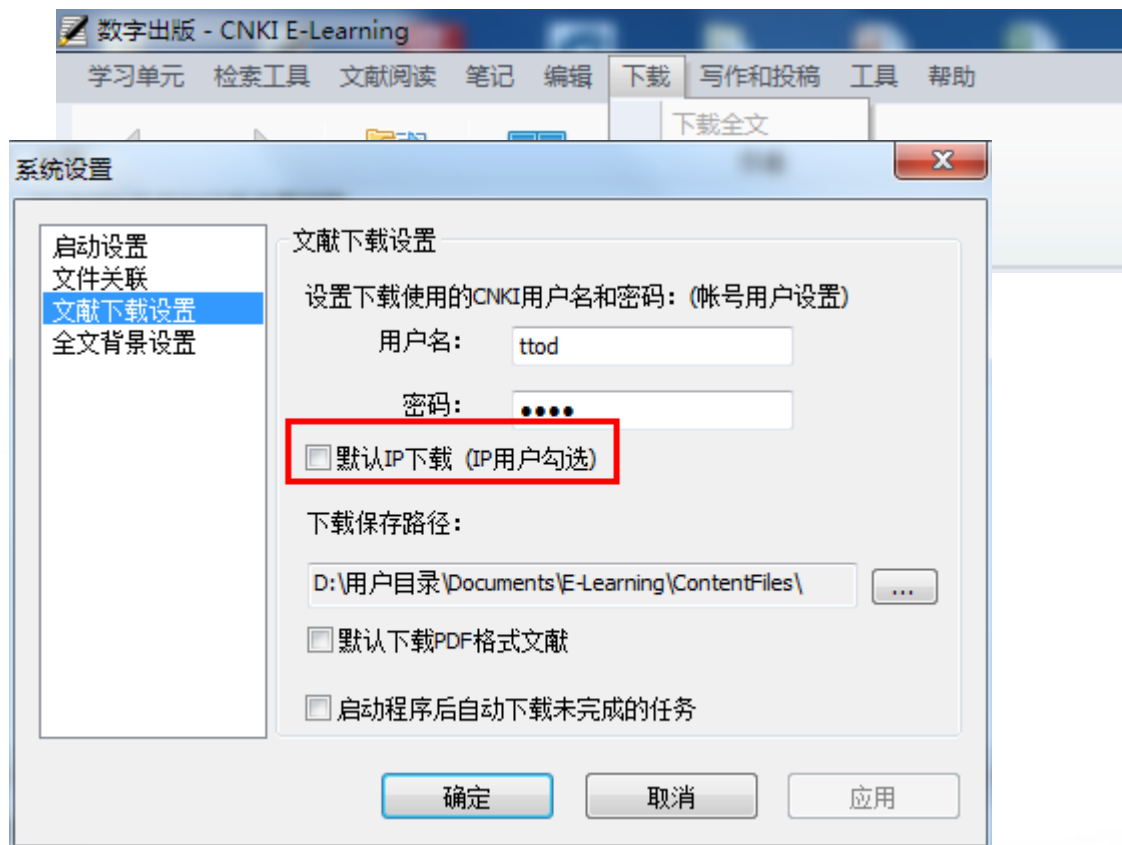 数字出版 - CNKI E-Learning
学习单元 检索工具 文献阅读 笔记 编辑 下载 写作和投稿 工具 帮助
下载全文
系统设置
启动设置
文件关联
文献下载设置
全文背景设置
文献下载设置
设置下载使用的CNKI用户名和密码：(帐号用户设置)
用户名： ttod
密码： ●●●●
默认IP下载 (IP用户勾选)
下载保存路径：
D:\用户目录\Documents\E-Learning\ContentFiles\ ...
默认下载PDF格式文献
启动程序后自动下载未完成的任务
确定 取消 应用